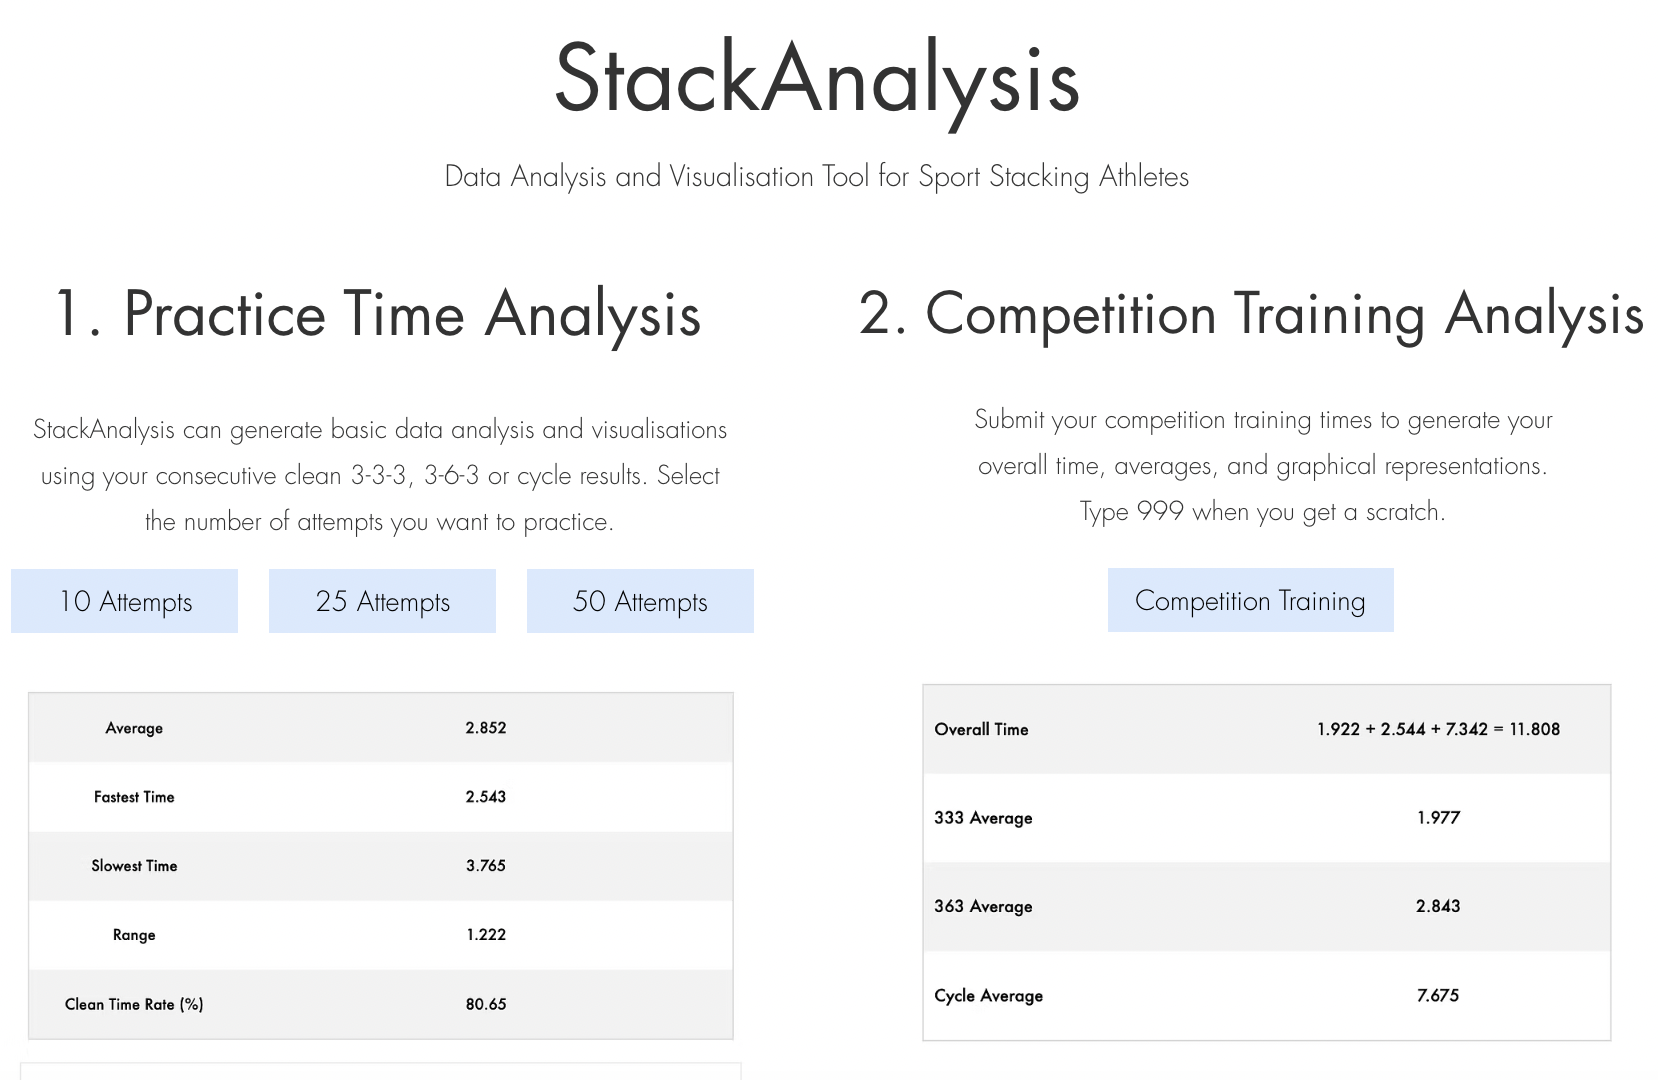 StackAnalysis
Data Analysis and Visualisation Tool for Sport Stacking Athletes
1. Practice Time Analysis
StackAnalysis can generate basic data analysis and visualisations
using your consecutive clean 3-3-3, 3-6-3 or cycle results. Select
the number of attempts you want to practice.
10 Attempts
25 Attempts
50 Attempts
Average 2.852
Fastest Time 2.543
Slowest Time 3.765
Range 1.222
Clean Time Rate (%) 80.65
2. Competition Training Analysis
Submit your competition training times to generate your
overall time, averages, and graphical representations.
Type 999 when you get a scratch.
Competition Training
Overall Time 1.922 + 2.544 + 7.342 = 11.808
333 Average 1.977
363 Average 2.843
Cycle Average 7.675